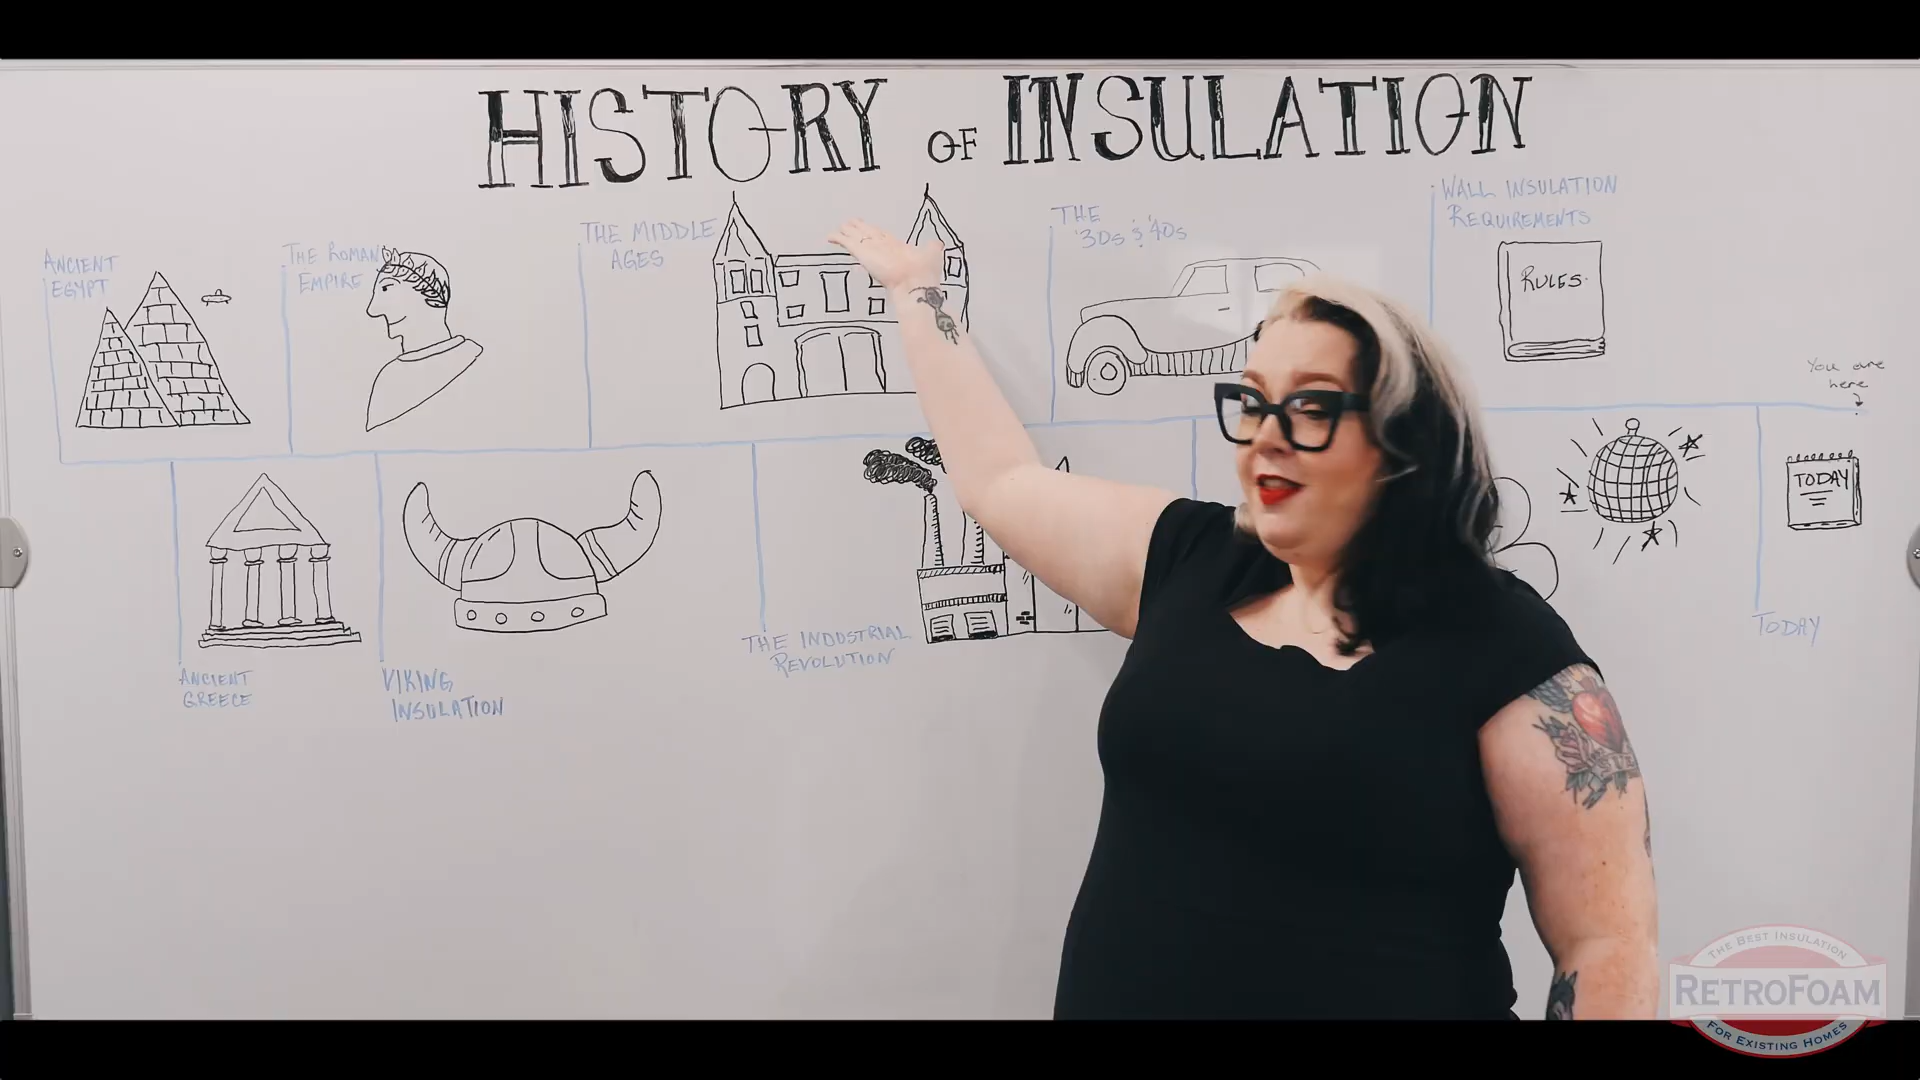 HISTORY OF INSULATION
ANCIENT
EGYPT
THE ROMAN
EMPIRE
THE MIDDLE
AGES
THE
'30s & '40s
WALL INSULATION
REQUIREMENTS
RULES
You are
here
TODAY
ANCIENT
GREECE
VIKING
INSULATION
THE INDUSTRIAL
REVOLUTION
TODAY
THE BEST INSULATION
RETROFOAM
FOR EXISTING HOMES